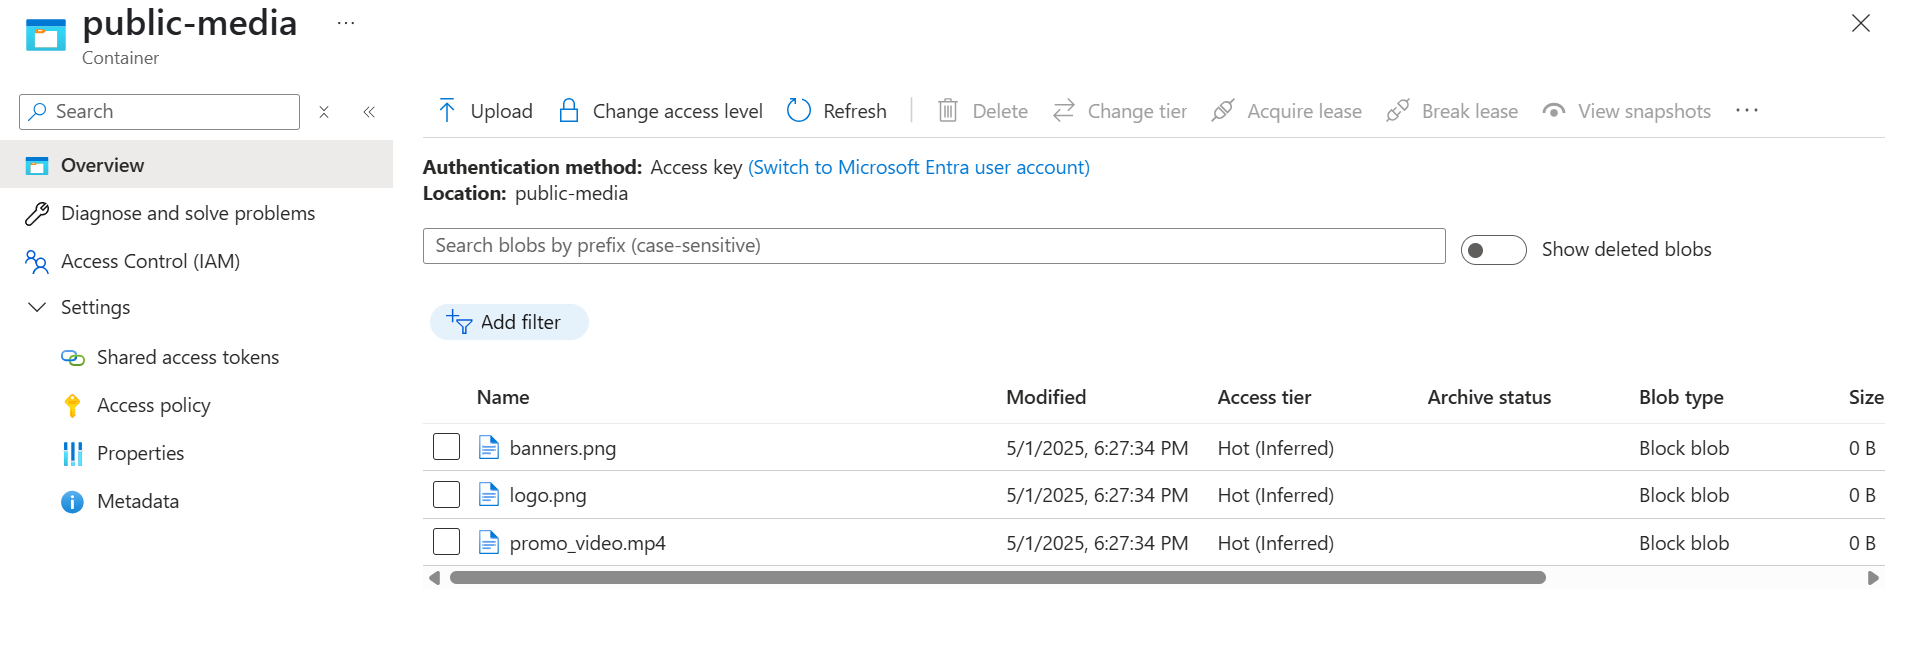 public-media ...
Container
Search
Overview
Diagnose and solve problems
Access Control (IAM)
Settings
Shared access tokens
Access policy
Properties
Metadata
Upload Change access level Refresh Delete Change tier Acquire lease Break lease View snapshots ...
Authentication method: Access key (Switch to Microsoft Entra user account)
Location: public-media
Search blobs by prefix (case-sensitive) Show deleted blobs
Add filter
Name Modified Access tier Archive status Blob type Size
banners.png 5/1/2025, 6:27:34 PM Hot (Inferred) Block blob 0 B
logo.png 5/1/2025, 6:27:34 PM Hot (Inferred) Block blob 0 B
promo_video.mp4 5/1/2025, 6:27:34 PM Hot (Inferred) Block blob 0 B